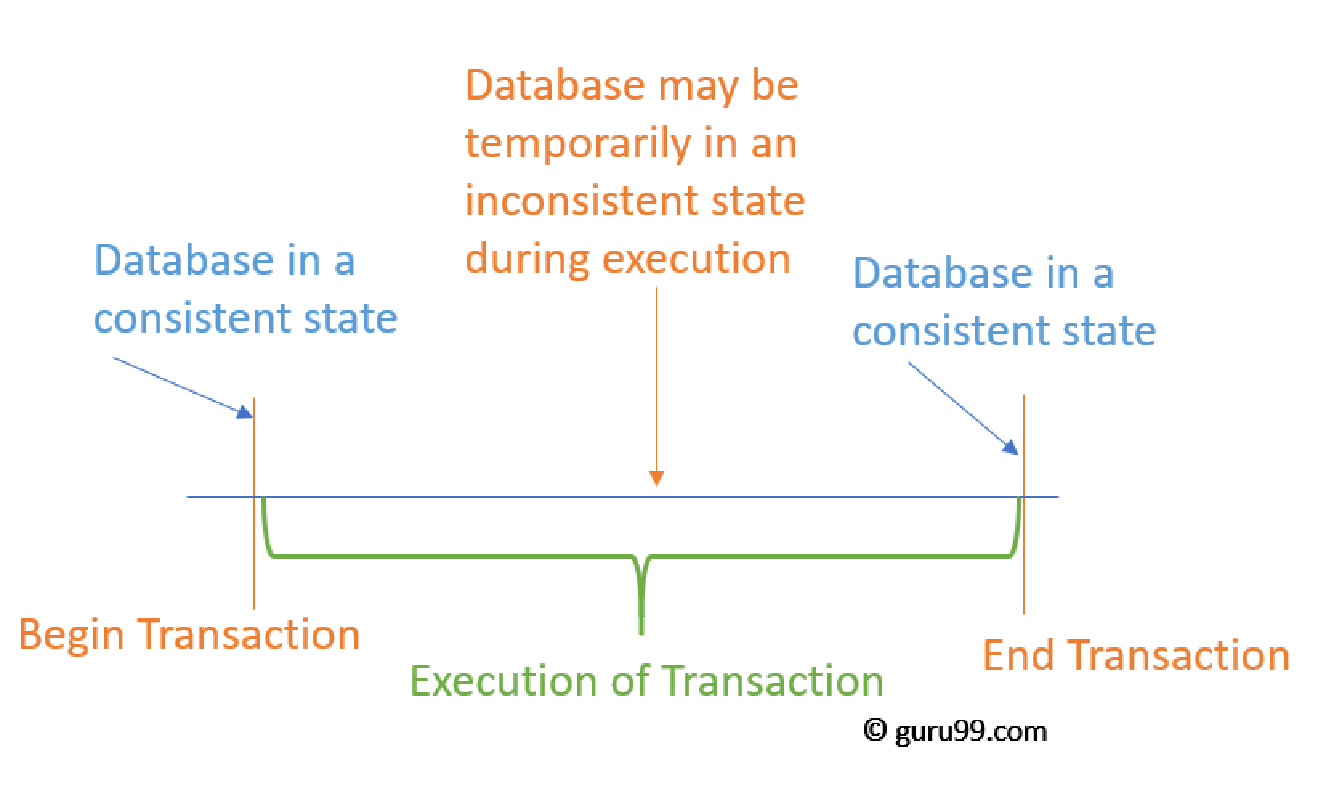 Database may be
temporarily in an
inconsistent state
during execution
Database in a
consistent state
Database in a
consistent state
Begin Transaction
End Transaction
Execution of Transaction
© guru99.com